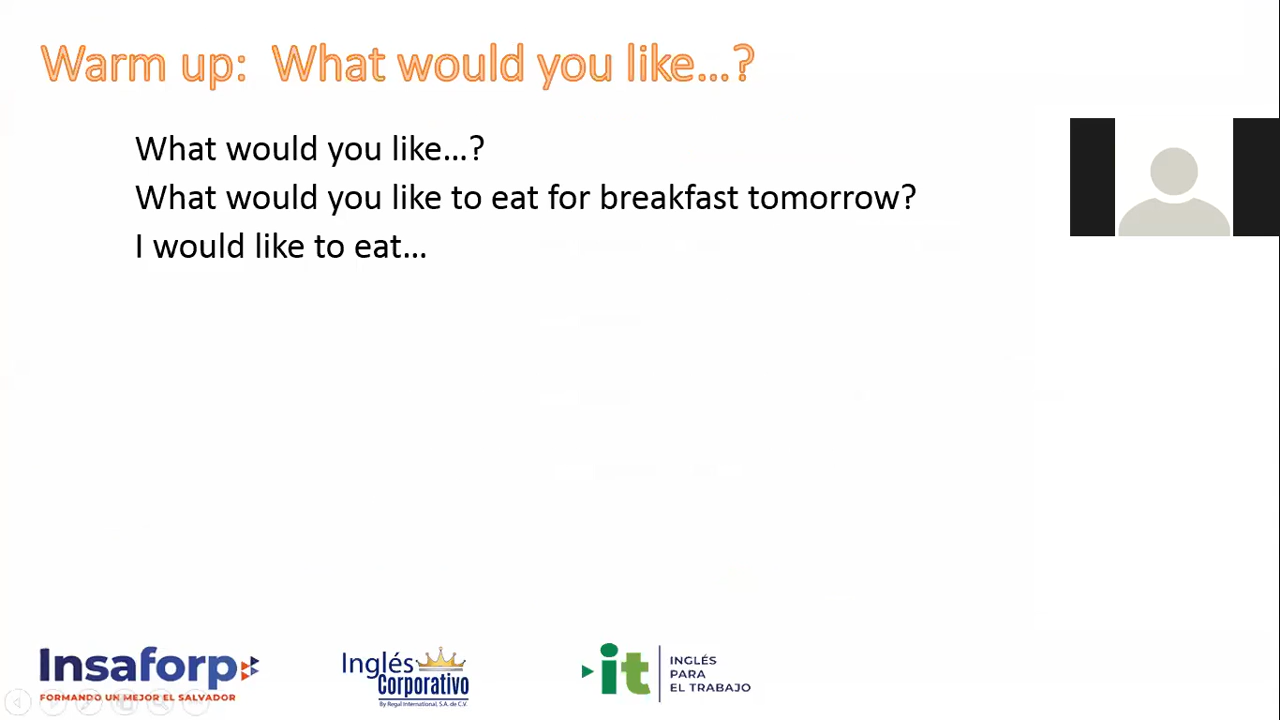 Warm up: What would you like...?
What would you like...?
What would you like to eat for breakfast tomorrow?
I would like to eat...
Insaforp
FORMANDO UN MEJOR EL SALVADOR
Inglés
Corporativo
By Regal International, S.A. de C.V.
it
INGLÉS
PARA
EL TRABAJO